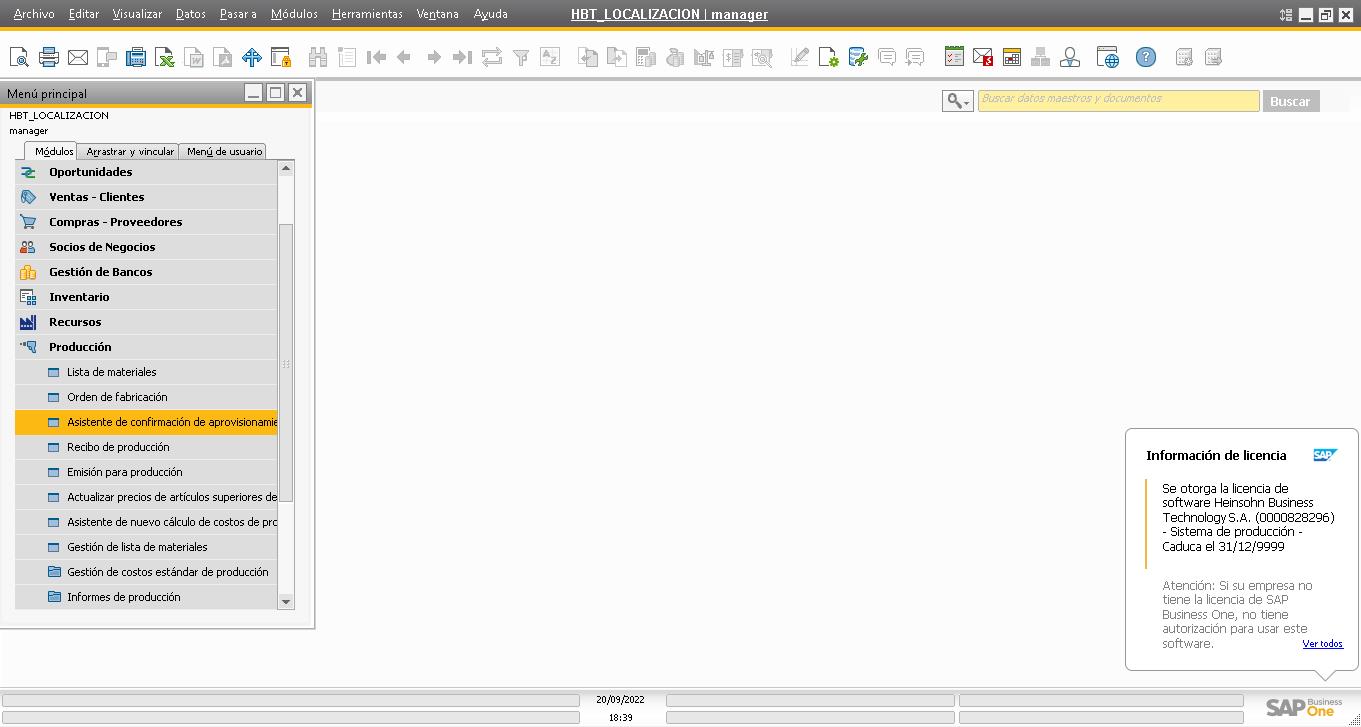 Archivo Editar Visualizar Datos Pasar a Módulos Herramientas Ventana Ayuda
HBT_LOCALIZACION | manager
Menú principal
HBT_LOCALIZACION
manager
Módulos Arrastrar y vincular Menú de usuario
Oportunidades
Ventas - Clientes
Compras - Proveedores
Socios de Negocios
Gestión de Bancos
Inventario
Recursos
Producción
Lista de materiales
Orden de fabricación
Asistente de confirmación de aprovisionamie
Recibo de producción
Emisión para producción
Actualizar precios de artículos superiores de
Asistente de nuevo cálculo de costos de pro
Gestión de lista de materiales
Gestión de costos estándar de producción
Informes de producción
Buscar datos maestros y documentos
Buscar
Información de licencia
SAP
Se otorga la licencia de
software Heinsohn Business
Technology S.A. (0000828296)
- Sistema de producción -
Caduca el 31/12/9999
Atención: Si su empresa no
tiene la licencia de SAP
Business One, no tiene
autorización para usar este
software.
Ver todos
20/09/2022
18:39
SAP Business One